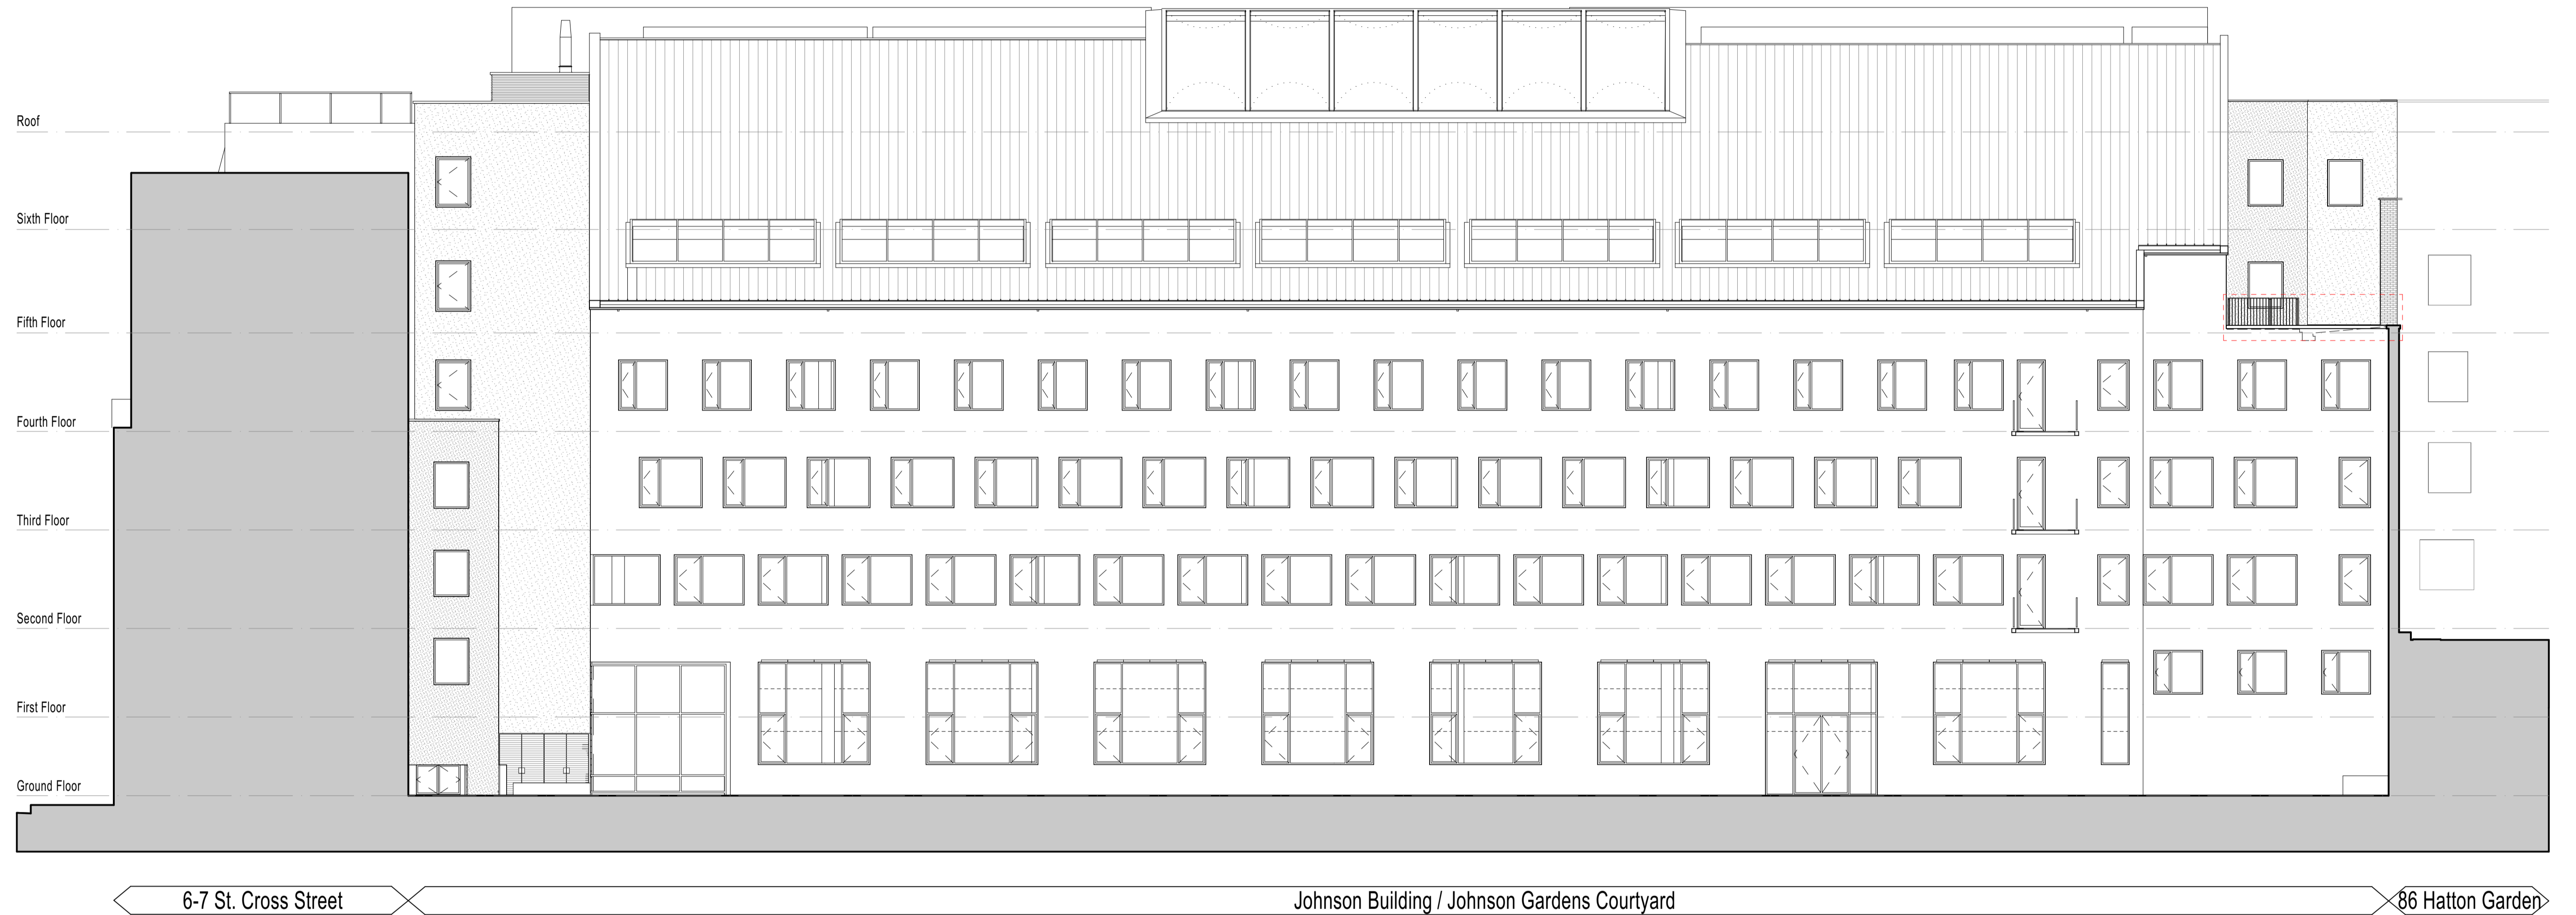 Roof
Sixth Floor
Fifth Floor
Fourth Floor
Third Floor
Second Floor
First Floor
Ground Floor
6-7 St. Cross Street
Johnson Building / Johnson Gardens Courtyard
86 Hatton Garden